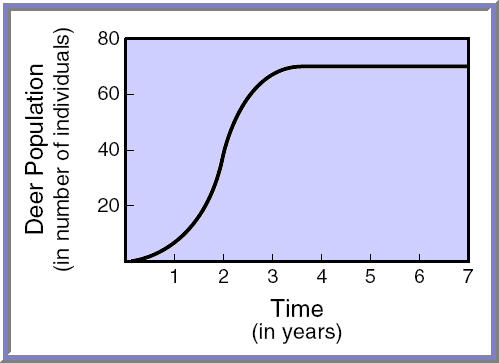 Deer Population
(in number of individuals)
80
60
40
20
1 2 3 4 5 6 7
Time
(in years)